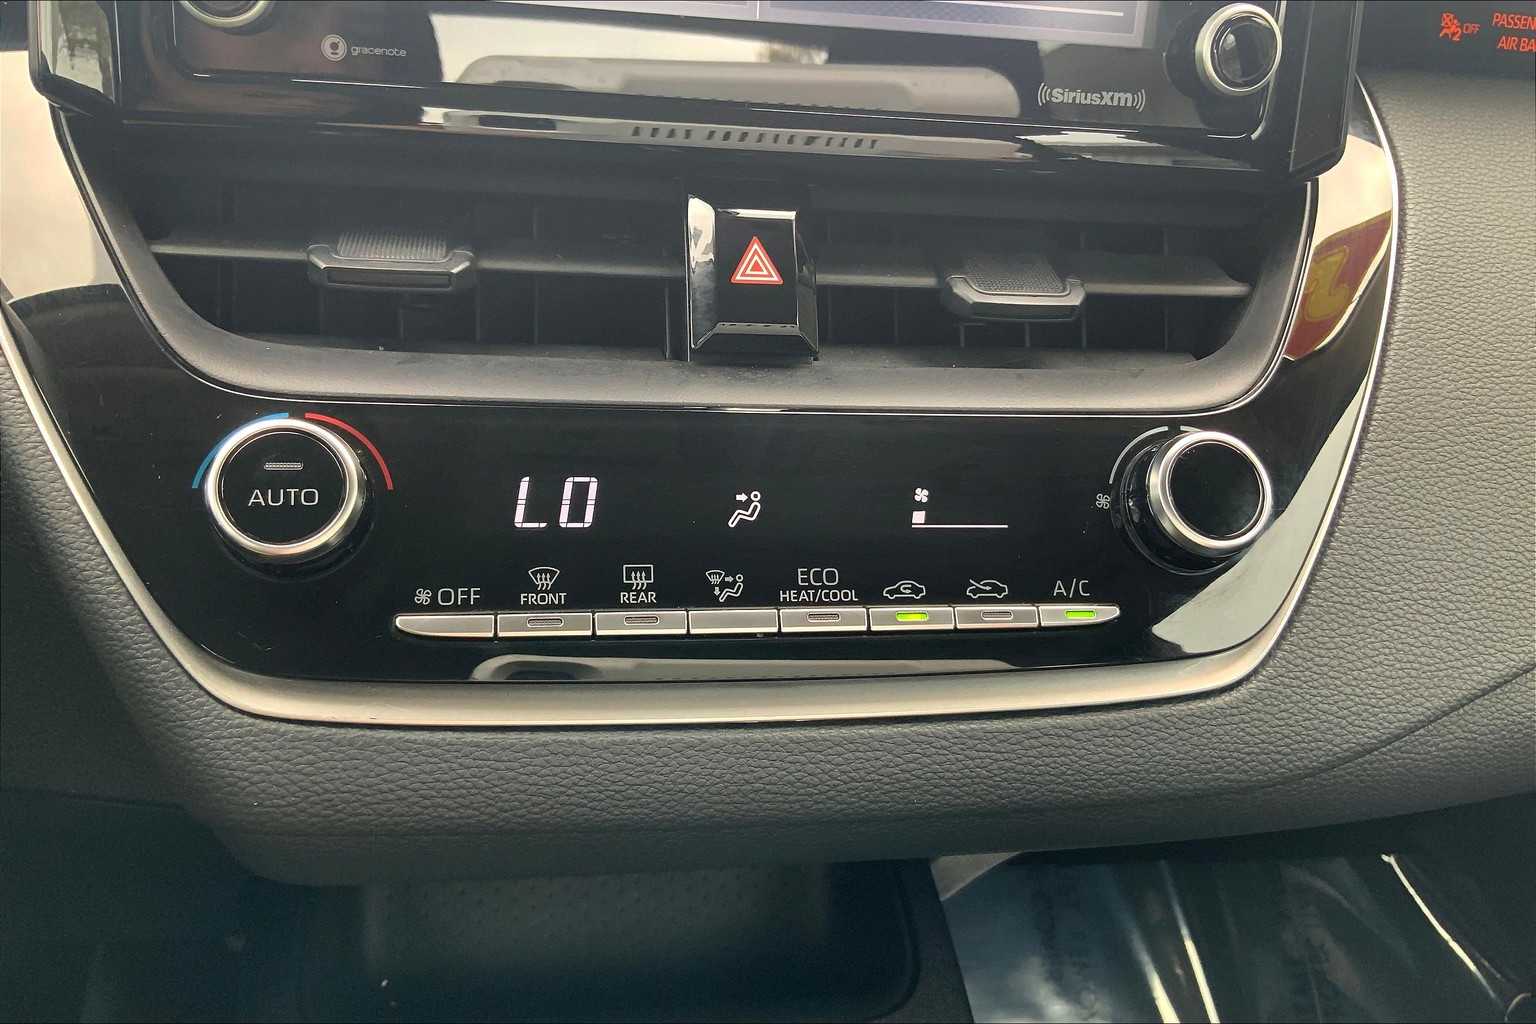 gracenote
SiriusXM
OFF
PASSEN
AIR BA
AUTO
LO
OFF
FRONT
REAR
ECO
HEAT/COOL
A/C